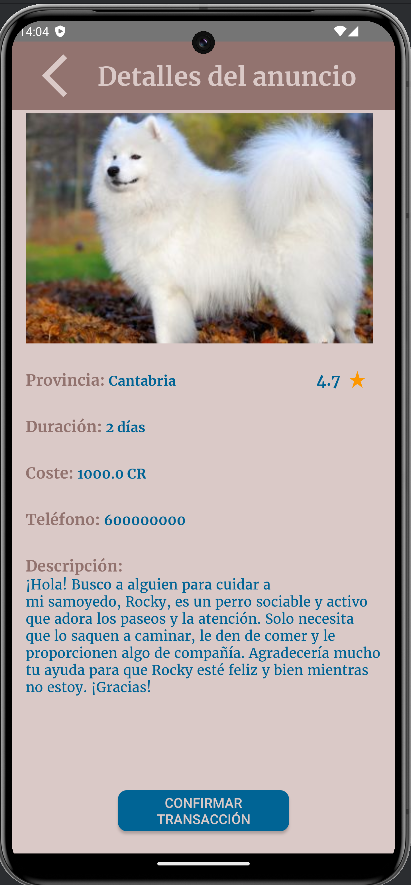 14:04
Detalles del anuncio
Provincia: Cantabria 4.7
Duración: 2 días
Coste: 1000.0 CR
Teléfono: 600000000
Descripción:
¡Hola! Busco a alguien para cuidar a
mi samoyedo, Rocky, es un perro sociable y activo
que adora los paseos y la atención. Solo necesita
que lo saquen a caminar, le den de comer y le
proporcionen algo de compañía. Agradecería mucho
tu ayuda para que Rocky esté feliz y bien mientras
no estoy. ¡Gracias!
CONFIRMAR
TRANSACCIÓN